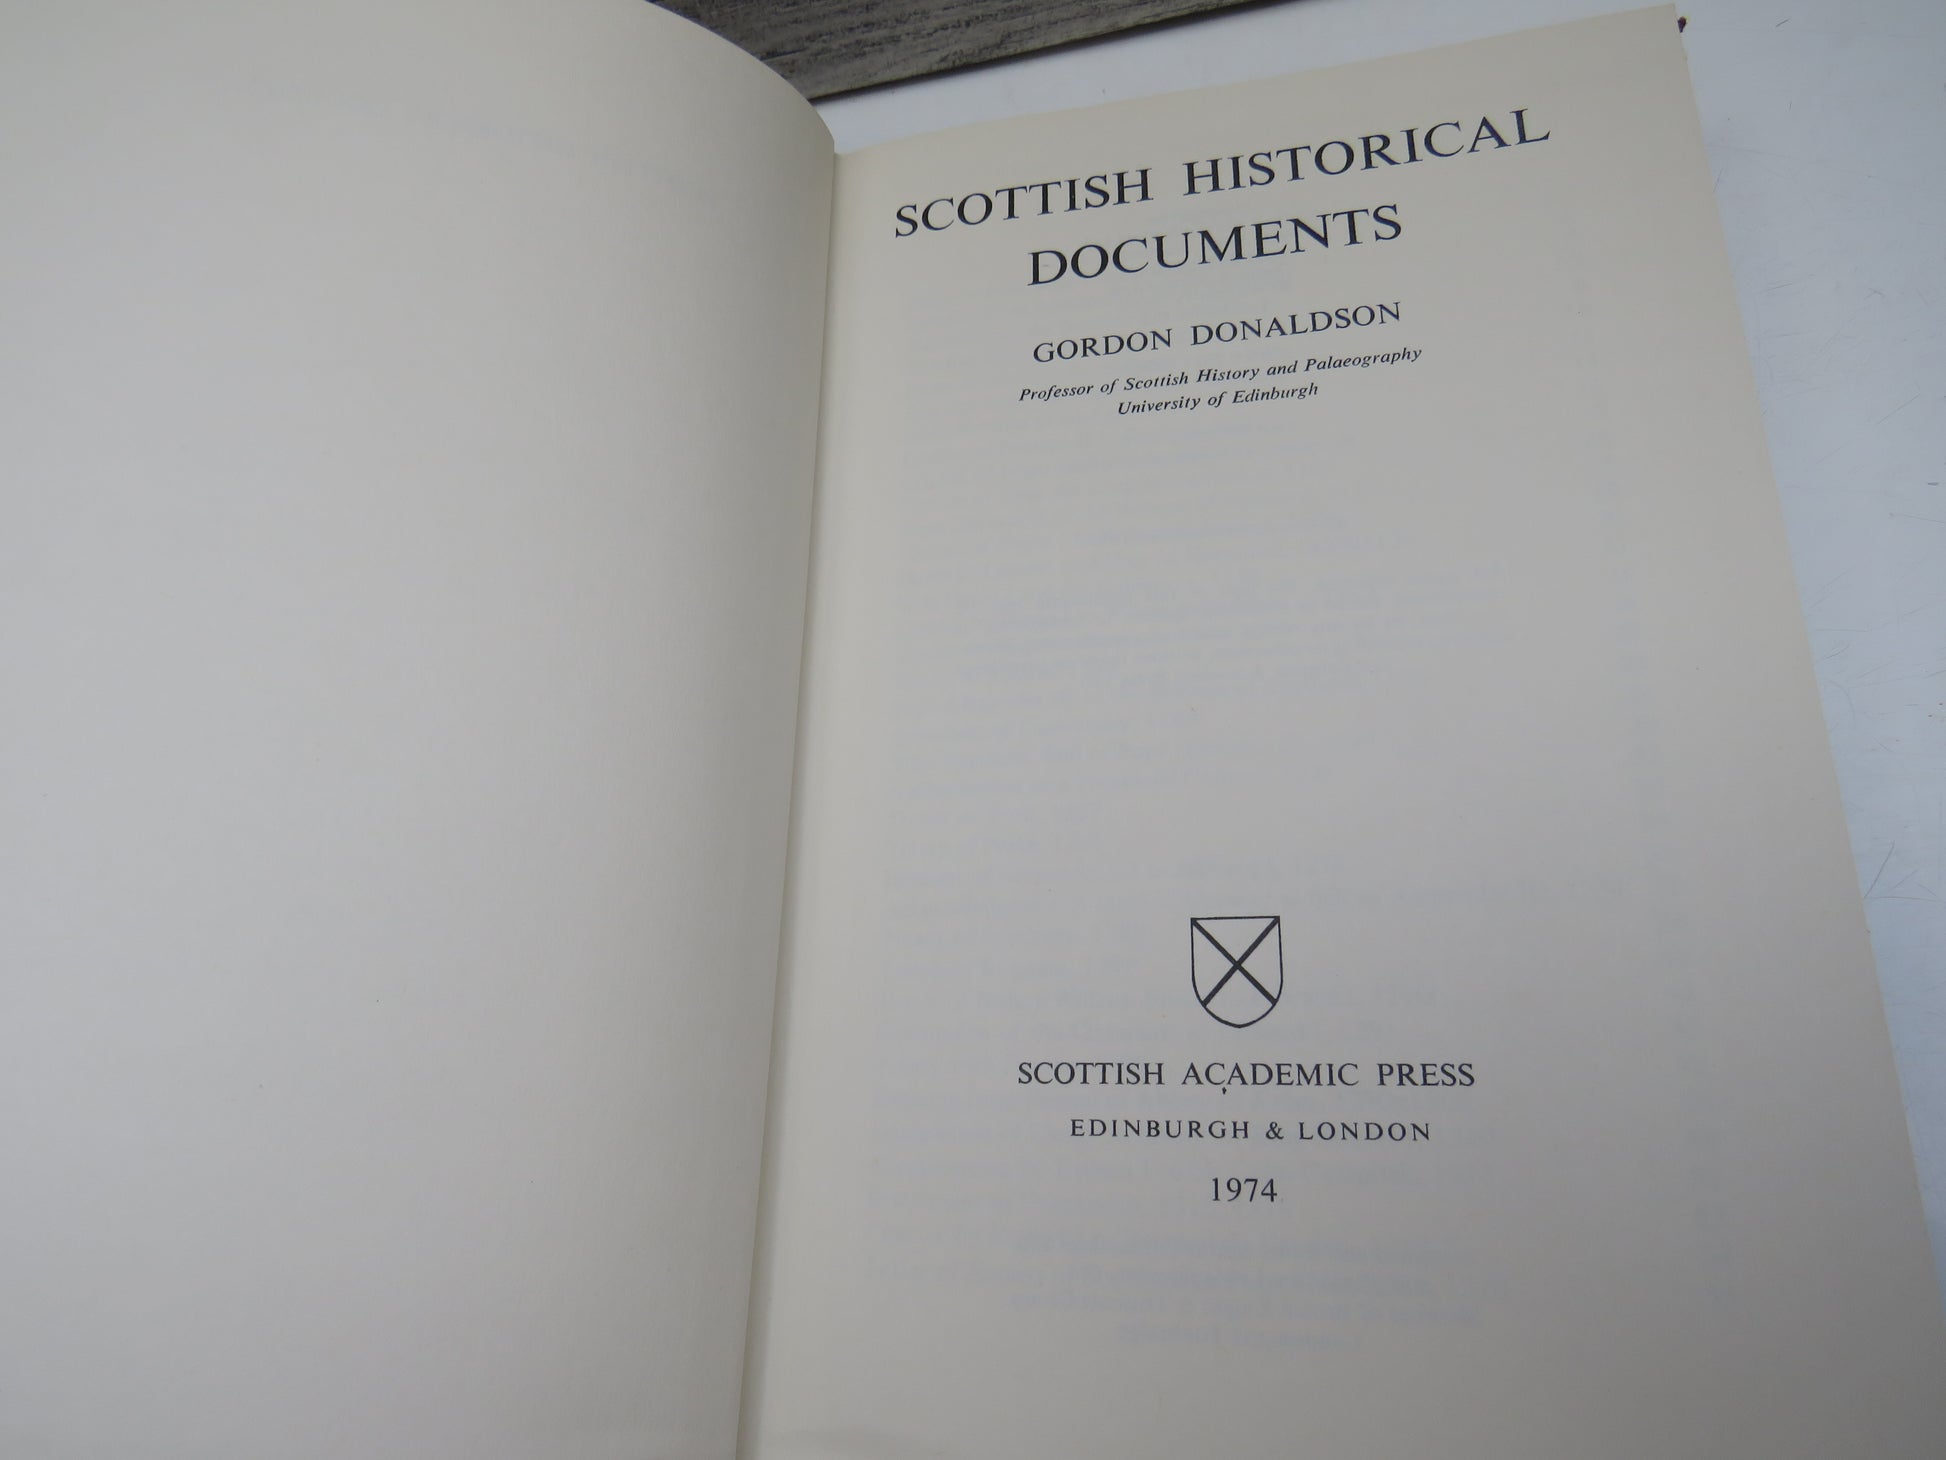 SCOTTISH HISTORICAL
DOCUMENTS
GORDON DONALDSON
Professor of Scottish History and Palaeography
University of Edinburgh
SCOTTISH ACADEMIC PRESS
EDINBURGH & LONDON
1974